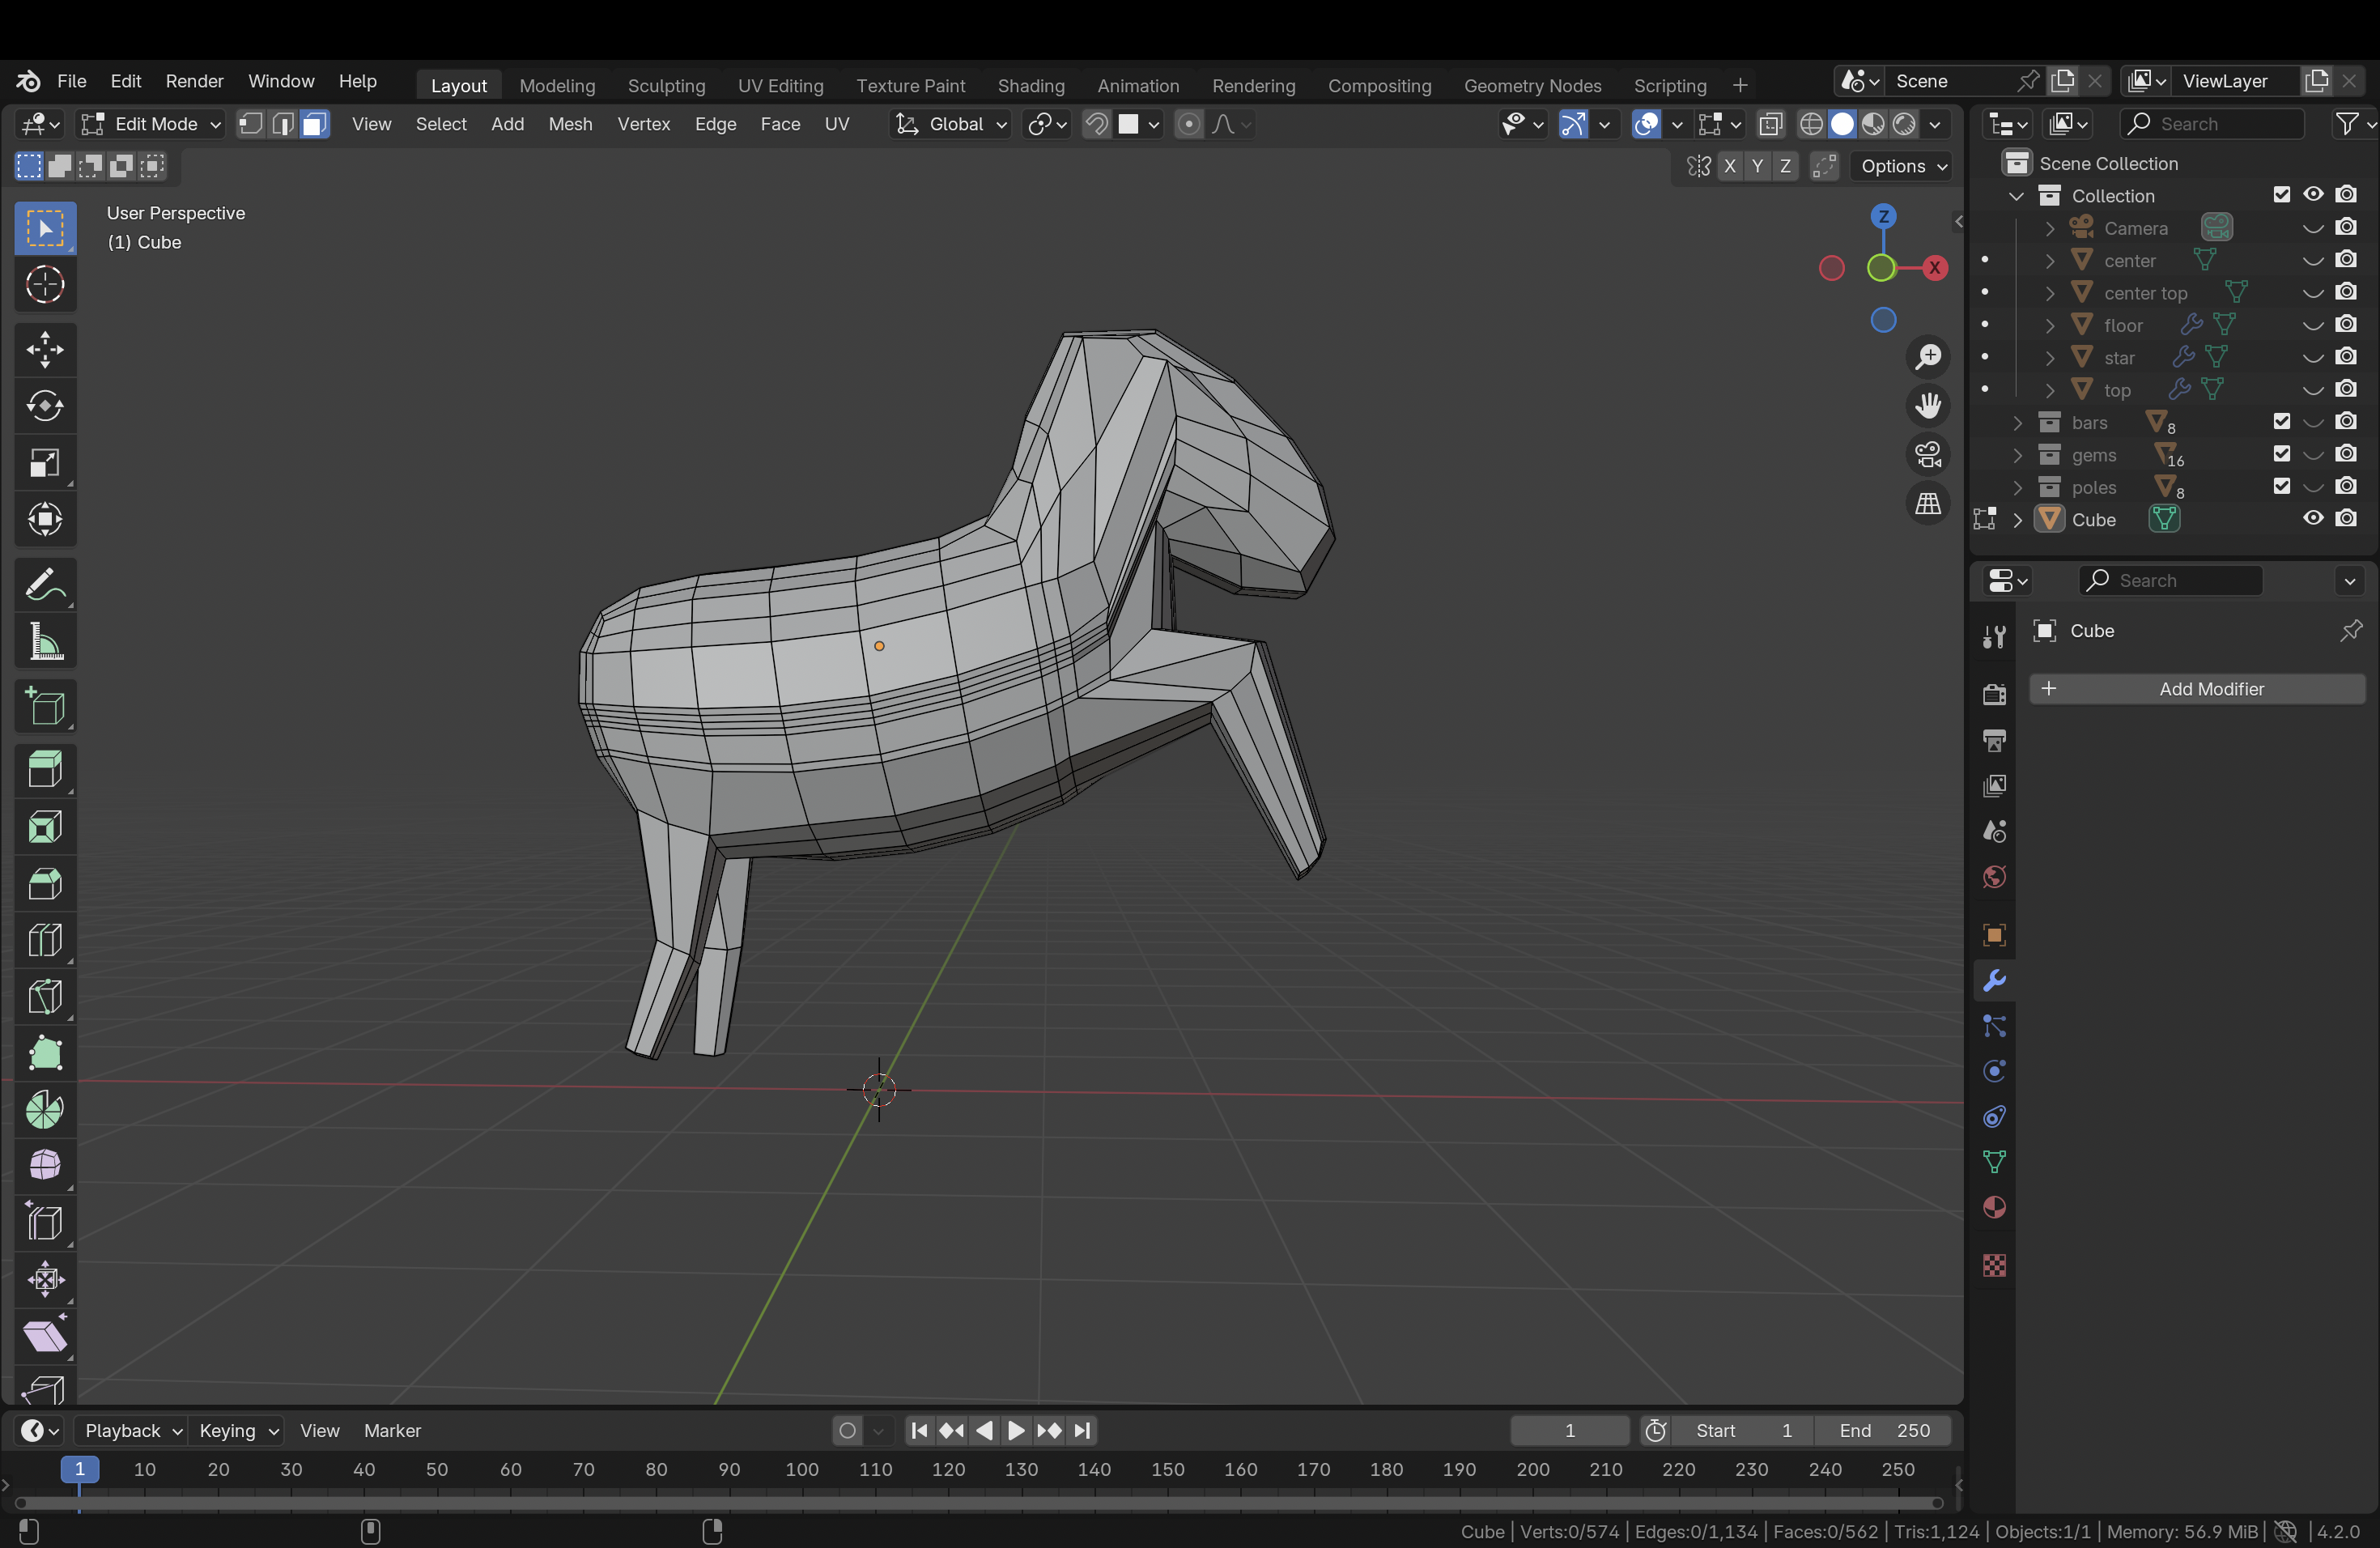 File Edit Render Window Help Layout Modeling Sculpting UV Editing Texture Paint Shading Animation Rendering Compositing Geometry Nodes Scripting + Scene ViewLayer
Edit Mode View Select Add Mesh Vertex Edge Face UV Global Search
X Y Z Options
User Perspective
(1) Cube
Z
X
Scene Collection
Collection
Camera
center
center top
floor
star
top
bars 8
gems 16
poles 8
Cube
Search
Cube
+ Add Modifier
Playback Keying View Marker 1 Start 1 End 250
1 10 20 30 40 50 60 70 80 90 100 110 120 130 140 150 160 170 180 190 200 210 220 230 240 250
Cube | Verts:0/574 | Edges:0/1,134 | Faces:0/562 | Tris:1,124 | Objects:1/1 | Memory: 56.9 MiB | 4.2.0